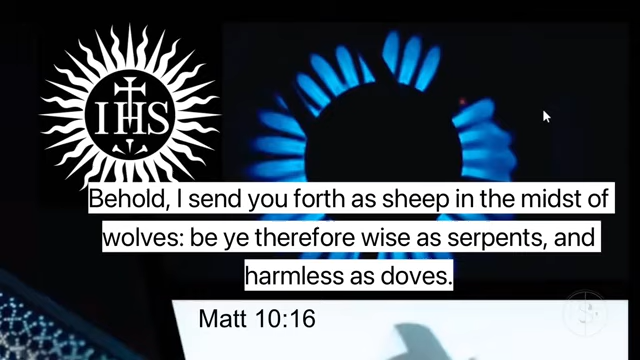 IHS
Behold, I send you forth as sheep in the midst of
wolves: be ye therefore wise as serpents, and
harmless as doves.
Matt 10:16